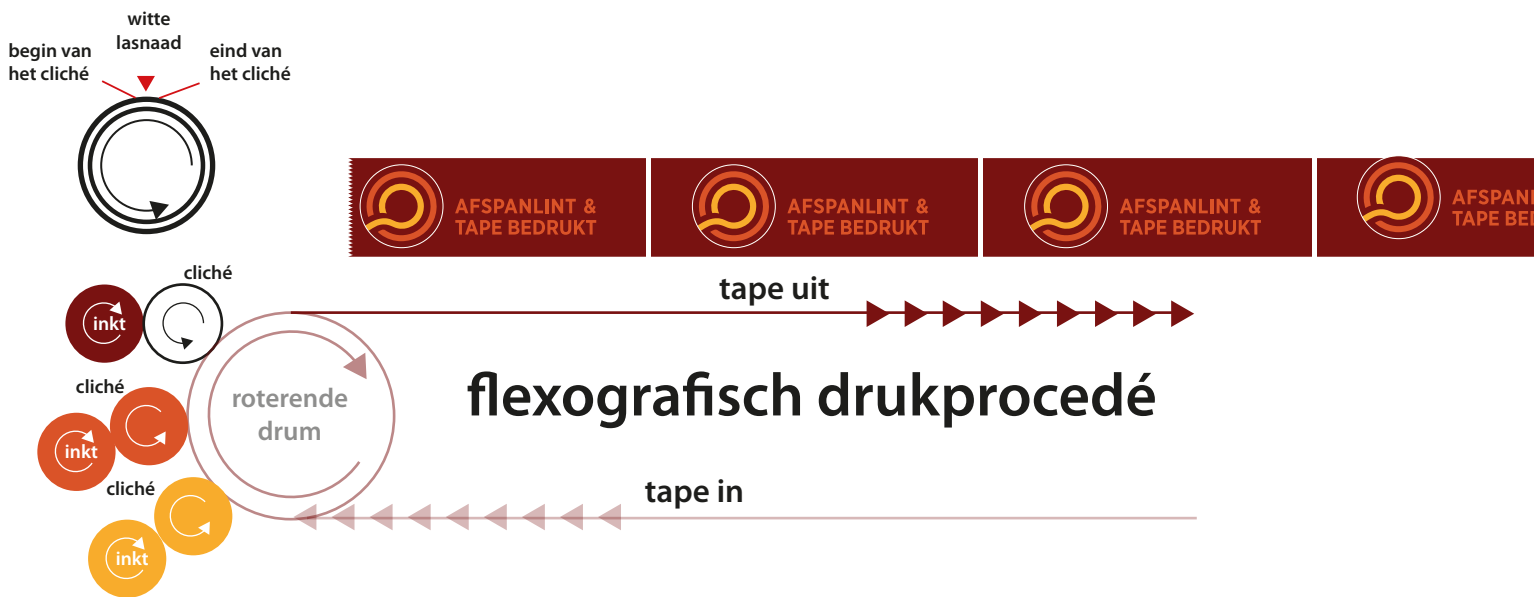 witte
lasnaad
begin van
het cliché
eind van
het cliché
AFSPANLINT &
TAPE BEDRUKT
AFSPANLINT &
TAPE BEDRUKT
AFSPANLINT &
TAPE BEDRUKT
TAPE
cliché
inkt
tape uit
cliché
inkt
roterende
drum
flexografisch drukprocedé
cliché
inkt
tape in